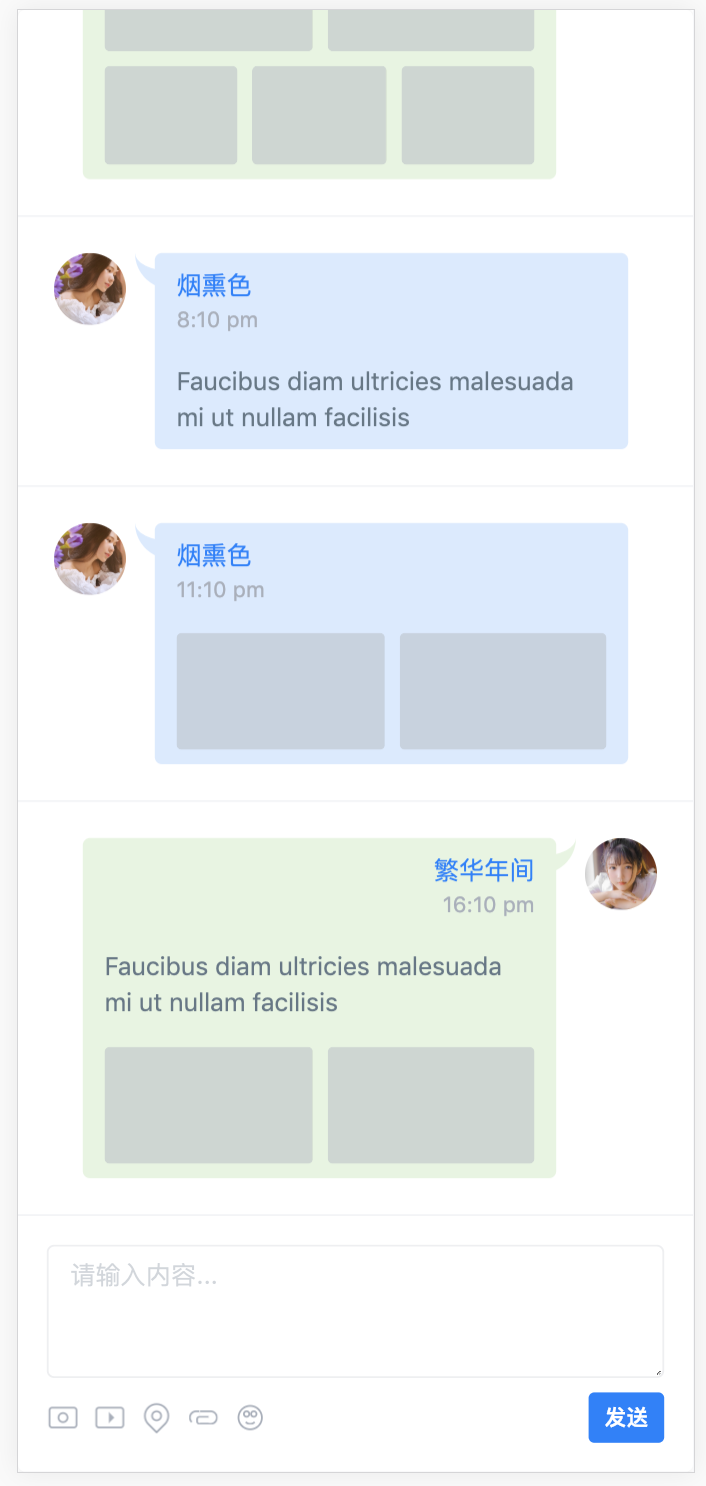 烟熏色
8:10 pm
Faucibus diam ultricies malesuada
mi ut nullam facilisis
烟熏色
11:10 pm
繁华年间
16:10 pm
Faucibus diam ultricies malesuada
mi ut nullam facilisis
请输入内容...
发送